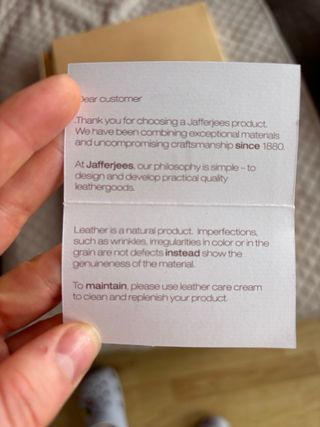 Dear customer
Thank you for choosing a Jafferjees product.
We have been combining exceptional materials
and uncompromising craftsmanship since 1880.
At Jafferjees, our philosophy is simple – to
design and develop practical quality
leathergoods.
Leather is a natural product. Imperfections,
such as wrinkles, irregularities in color or in the
grain are not defects instead show the
genuineness of the material.
To maintain, please use leather care cream
to clean and replenish your product.